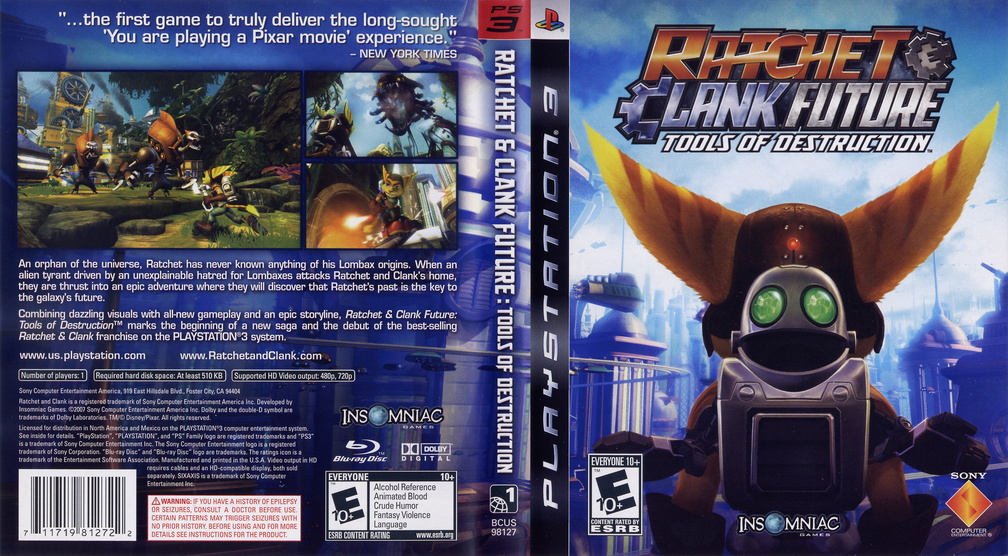 "...the first game to truly deliver the long-sought
'You are playing a Pixar movie' experience."
– NEW YORK TIMES
An orphan of the universe, Ratchet has never known anything of his Lombax origins. When an
alien tyrant driven by an unexplainable hatred for Lombaxes attacks Ratchet and Clank's home,
they are thrust into an epic adventure where they will discover that Ratchet's past is the key to
the galaxy's future.
Combining dazzling visuals with all-new gameplay and an epic storyline, Ratchet & Clank Future:
Tools of Destruction™ marks the beginning of a new saga and the debut of the best-selling
Ratchet & Clank franchise on the PLAYSTATION®3 system.
www.us.playstation.com www.RatchetandClank.com
Number of players: 1 Required hard disk space: At least 510 KB Supported HD Video output: 480p, 720p
Sony Computer Entertainment America, 919 East Hillsdale Blvd., Foster City, CA 94404
Ratchet and Clank is a registered trademark of Sony Computer Entertainment America Inc. Developed by
Insomniac Games. ©2007 Sony Computer Entertainment America Inc. Dolby and the double-D symbol are
trademarks of Dolby Laboratories. TM/© Disney/Pixar. All rights reserved.
Licensed for distribution in North America and Mexico on the PLAYSTATION®3 computer entertainment system.
See inside for details. "PlayStation", "PLAYSTATION", and "PS" Family logo are registered trademarks and "PS3"
is a trademark of Sony Computer Entertainment Inc. The Sony Computer Entertainment logo is a registered
trademark of Sony Corporation. "Blu-ray Disc" and "Blu-ray Disc" logo are trademarks. The ratings icon is a
trademark of the Entertainment Software Association. Manufactured and printed in the U.S.A. Video output in HD
requires cables and an HD-compatible display, both sold
separately. SIXAXIS is a trademark of Sony Computer
Entertainment Inc.
7 11719 81272 2
WARNING: IF YOU HAVE A HISTORY OF EPILEPSY
OR SEIZURES, CONSULT A DOCTOR BEFORE USE.
CERTAIN PATTERNS MAY TRIGGER SEIZURES WITH
NO PRIOR HISTORY. BEFORE USING AND FOR MORE
DETAILS SEE INSTRUCTIONS FOR THE PRODUCT.
INSOMNIAC
GAMES
Blu-ray Disc™
DOLBY
DIGITAL
EVERYONE 10+
E
10+
Alcohol Reference
Animated Blood
Crude Humor
Fantasy Violence
Language
ESRB CONTENT RATING www.esrb.org
PS
3™
RATCHET & CLANK FUTURE: TOOLS OF DESTRUCTION
1
BCUS
98127
PLAYSTATION 3
RATCHET &
CLANK FUTURE
TOOLS OF DESTRUCTION™
EVERYONE 10+
E
10+
CONTENT RATED BY
ESRB
INSOMNIAC
GAMES
SONY
COMPUTER
ENTERTAINMENT®